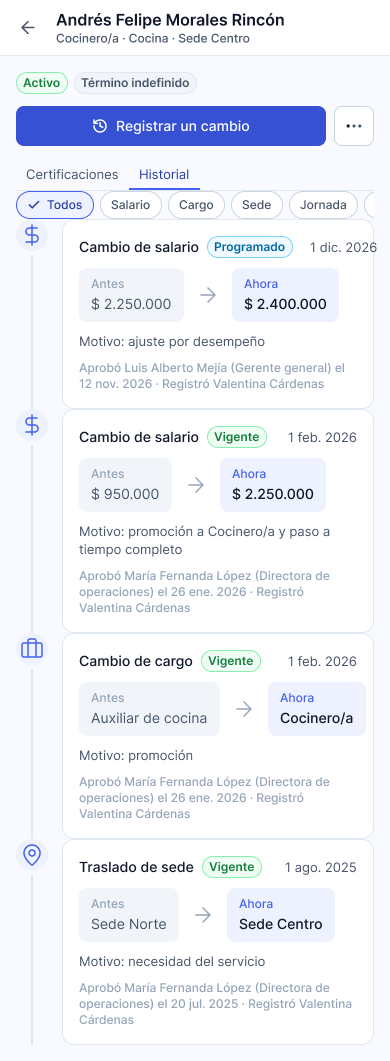 Andrés Felipe Morales Rincón
Cocinero/a · Cocina · Sede Centro
Activo
Término indefinido
Registrar un cambio
Certificaciones
Historial
Todos
Salario
Cargo
Sede
Jornada
Cambio de salario
Programado
1 dic. 2026
Antes
$ 2.250.000
Ahora
$ 2.400.000
Motivo: ajuste por desempeño
Aprobó Luis Alberto Mejía (Gerente general) el
12 nov. 2026 · Registró Valentina Cárdenas
Cambio de salario
Vigente
1 feb. 2026
Antes
$ 950.000
Ahora
$ 2.250.000
Motivo: promoción a Cocinero/a y paso a
tiempo completo
Aprobó María Fernanda López (Directora de
operaciones) el 26 ene. 2026 · Registró
Valentina Cárdenas
Cambio de cargo
Vigente
1 feb. 2026
Antes
Auxiliar de cocina
Ahora
Cocinero/a
Motivo: promoción
Aprobó María Fernanda López (Directora de
operaciones) el 26 ene. 2026 · Registró
Valentina Cárdenas
Traslado de sede
Vigente
1 ago. 2025
Antes
Sede Norte
Ahora
Sede Centro
Motivo: necesidad del servicio
Aprobó María Fernanda López (Directora de
operaciones) el 20 jul. 2025 · Registró Valentina
Cárdenas